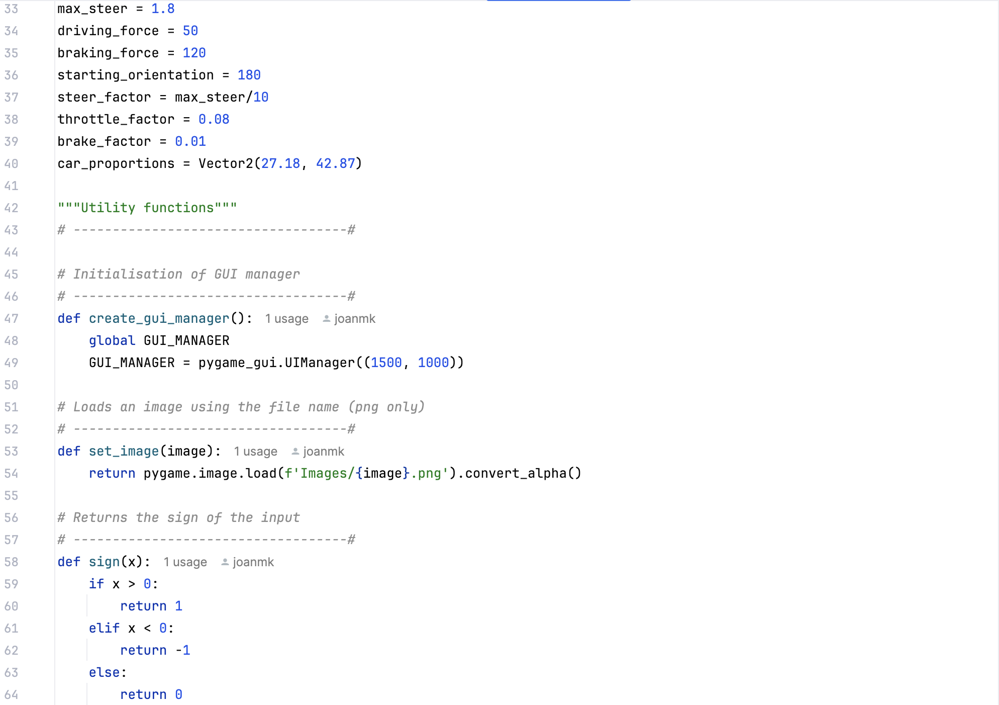 33 max_steer = 1.8
34 driving_force = 50
35 braking_force = 120
36 starting_orientation = 180
37 steer_factor = max_steer/10
38 throttle_factor = 0.08
39 brake_factor = 0.01
40 car_proportions = Vector2(27.18, 42.87)
41
42 """Utility functions"""
43 # -----------------------------------#
44
45 # Initialisation of GUI manager
46 # -----------------------------------#
47 def create_gui_manager(): 1 usage joanmk
48     global GUI_MANAGER
49     GUI_MANAGER = pygame_gui.UIManager((1500, 1000))
50
51 # Loads an image using the file name (png only)
52 # -----------------------------------#
53 def set_image(image): 1 usage joanmk
54     return pygame.image.load(f'Images/{image}.png').convert_alpha()
55
56 # Returns the sign of the input
57 # -----------------------------------#
58 def sign(x): 1 usage joanmk
59     if x > 0:
60         return 1
61     elif x < 0:
62         return -1
63     else:
64         return 0